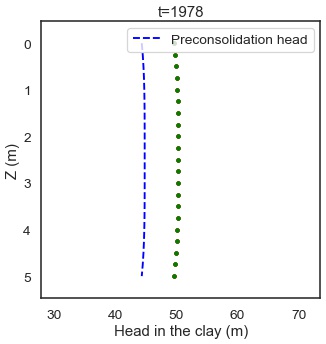 t=1978
Preconsolidation head
0
1
2
3
4
5
Z (m)
30 40 50 60 70
Head in the clay (m)